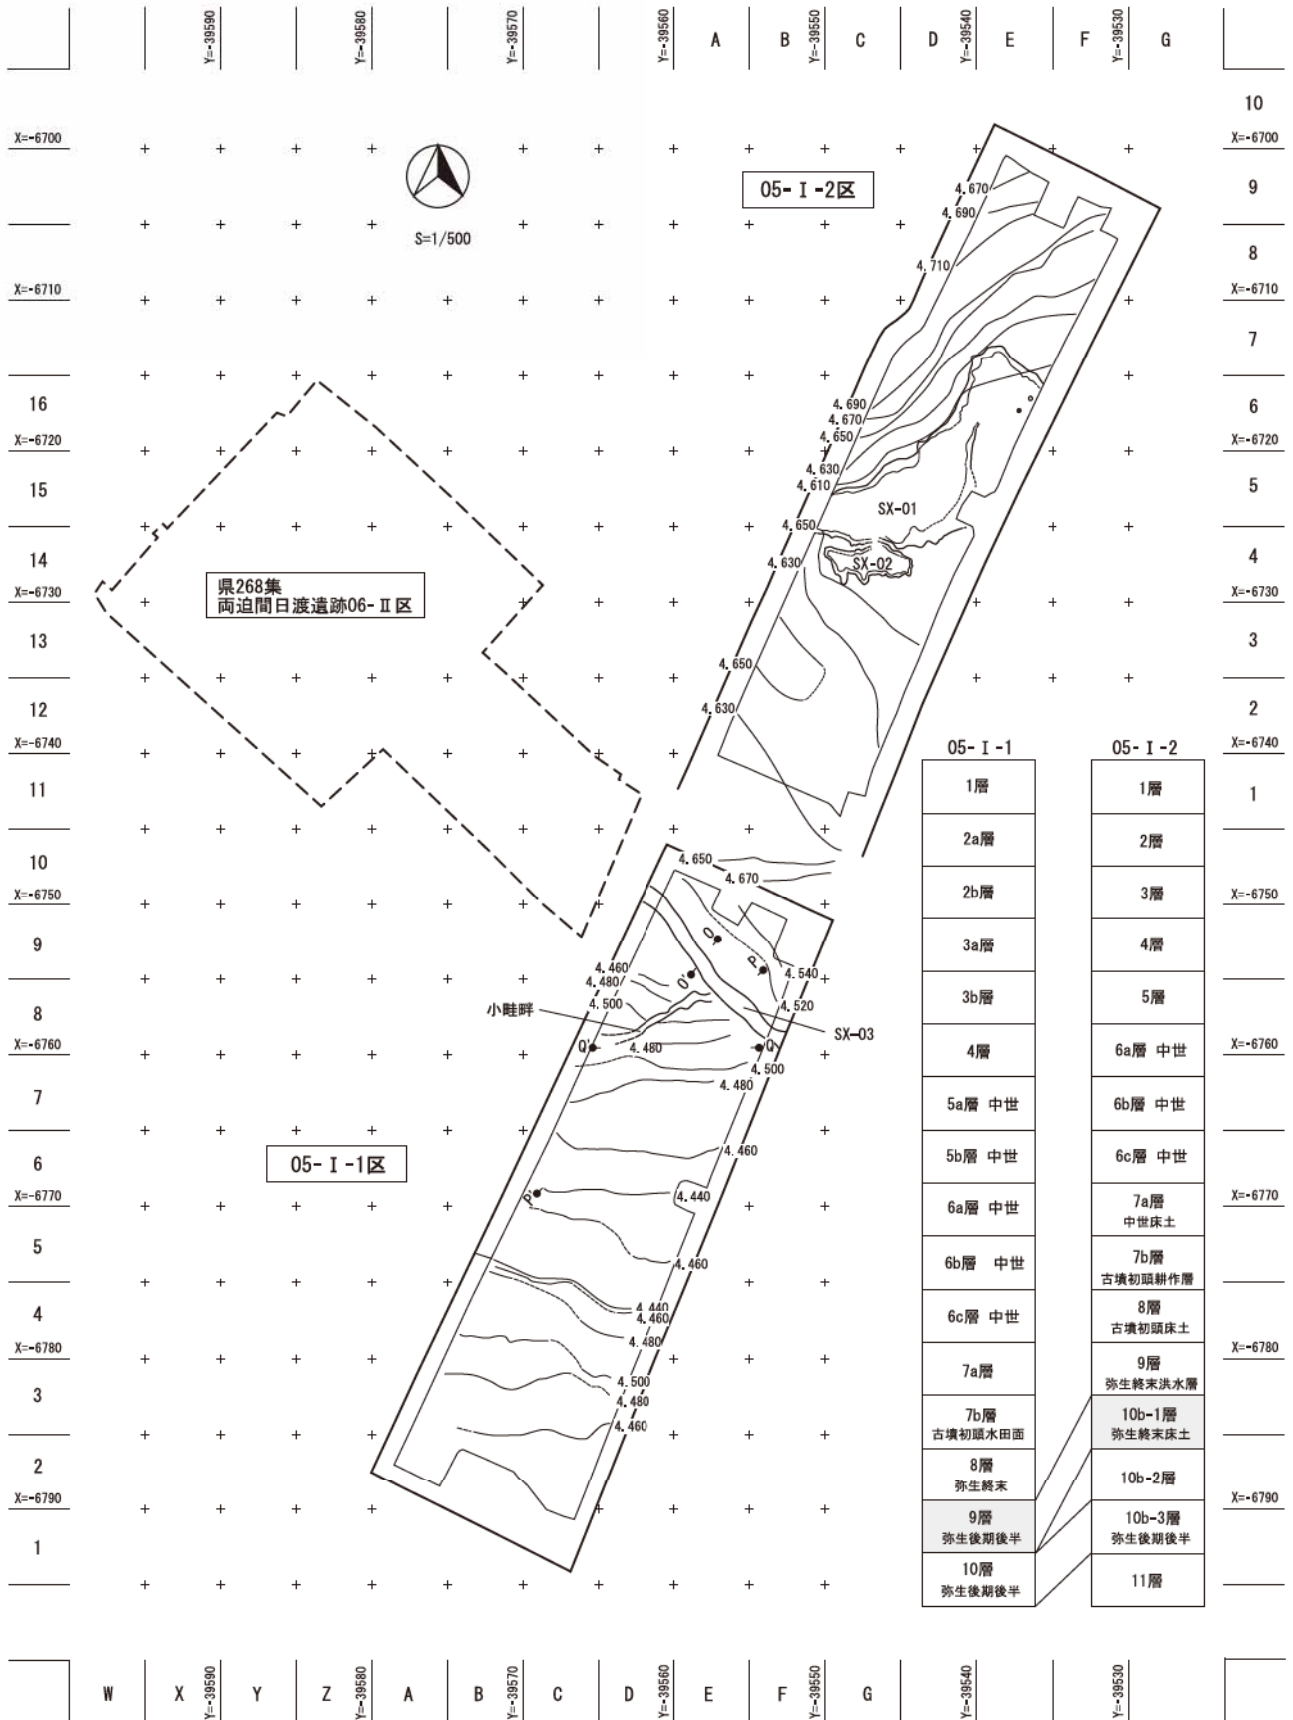 Y=-39590
Y=-39580
Y=-39570
Y=-39560
A
B
Y=-39550
C
D
Y=-39540
E
F
Y=-39530
G
10
X=-6700
X=-6700
05-Ⅰ-2区
9
4.670
4.690
S=1/500
8
4.710
X=-6710
X=-6710
7
16
4.690
6
4.670
X=-6720
4.650
X=-6720
4.630
15
4.610
5
SX-01
4.650
14
4.630
SX-02
4
県268集
X=-6730
両迫間日渡遺跡06-Ⅱ区
X=-6730
13
3
4.650
12
4.630
2
X=-6740
X=-6740
11
1
10
4.650
4.670
X=-6750
X=-6750
9
O
P
4.460
4.540
4.480
O'
4.500
4.520
8
小畦畔
SX-03
X=-6760
Q'
4.480
Q
X=-6760
4.500
4.480
7
4.460
6
05-Ⅰ-1区
X=-6770
P'
4.440
X=-6770
5
4.460
4
4.440
4.460
4.480
X=-6780
X=-6780
3
4.500
4.480
4.460
2
X=-6790
X=-6790
1
05-Ⅰ-1
1層
2a層
2b層
3a層
3b層
4層
5a層 中世
5b層 中世
6a層 中世
6b層 中世
6c層 中世
7a層
7b層
古墳初頭水田面
8層
弥生終末
9層
弥生後期後半
10層
弥生後期後半
05-Ⅰ-2
1層
2層
3層
4層
5層
6a層 中世
6b層 中世
6c層 中世
7a層
中世床土
7b層
古墳初頭耕作層
8層
古墳初頭床土
9層
弥生終末洪水層
10b-1層
弥生終末床土
10b-2層
10b-3層
弥生後期後半
11層
W
X
Y=-39590
Y
Z
Y=-39580
A
B
Y=-39570
C
D
Y=-39560
E
F
Y=-39550
G
Y=-39540
Y=-39530